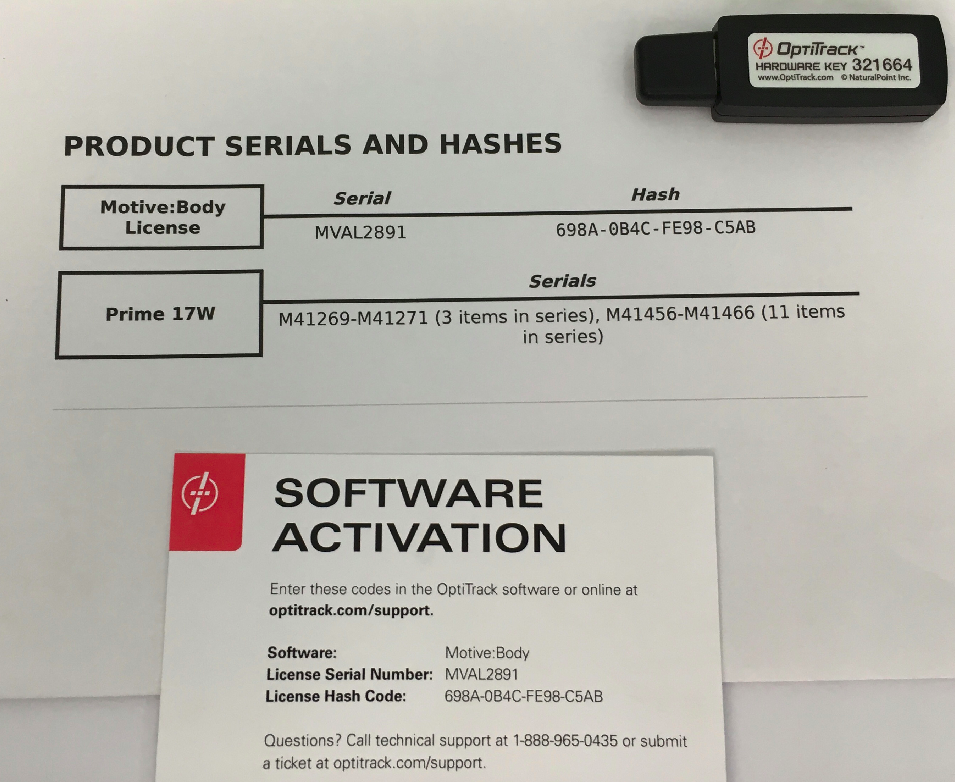 OptiTrack™
HARDWARE KEY 321664
www.OptiTrack.com © NaturalPoint Inc.
PRODUCT SERIALS AND HASHES
Motive:Body
License
Serial
Hash
MVAL2891
698A-0B4C-FE98-C5AB
Prime 17W
Serials
M41269-M41271 (3 items in series), M41456-M41466 (11 items
in series)
SOFTWARE
ACTIVATION
Enter these codes in the OptiTrack software or online at
optitrack.com/support.
Software: Motive:Body
License Serial Number: MVAL2891
License Hash Code: 698A-0B4C-FE98-C5AB
Questions? Call technical support at 1-888-965-0435 or submit
a ticket at optitrack.com/support.